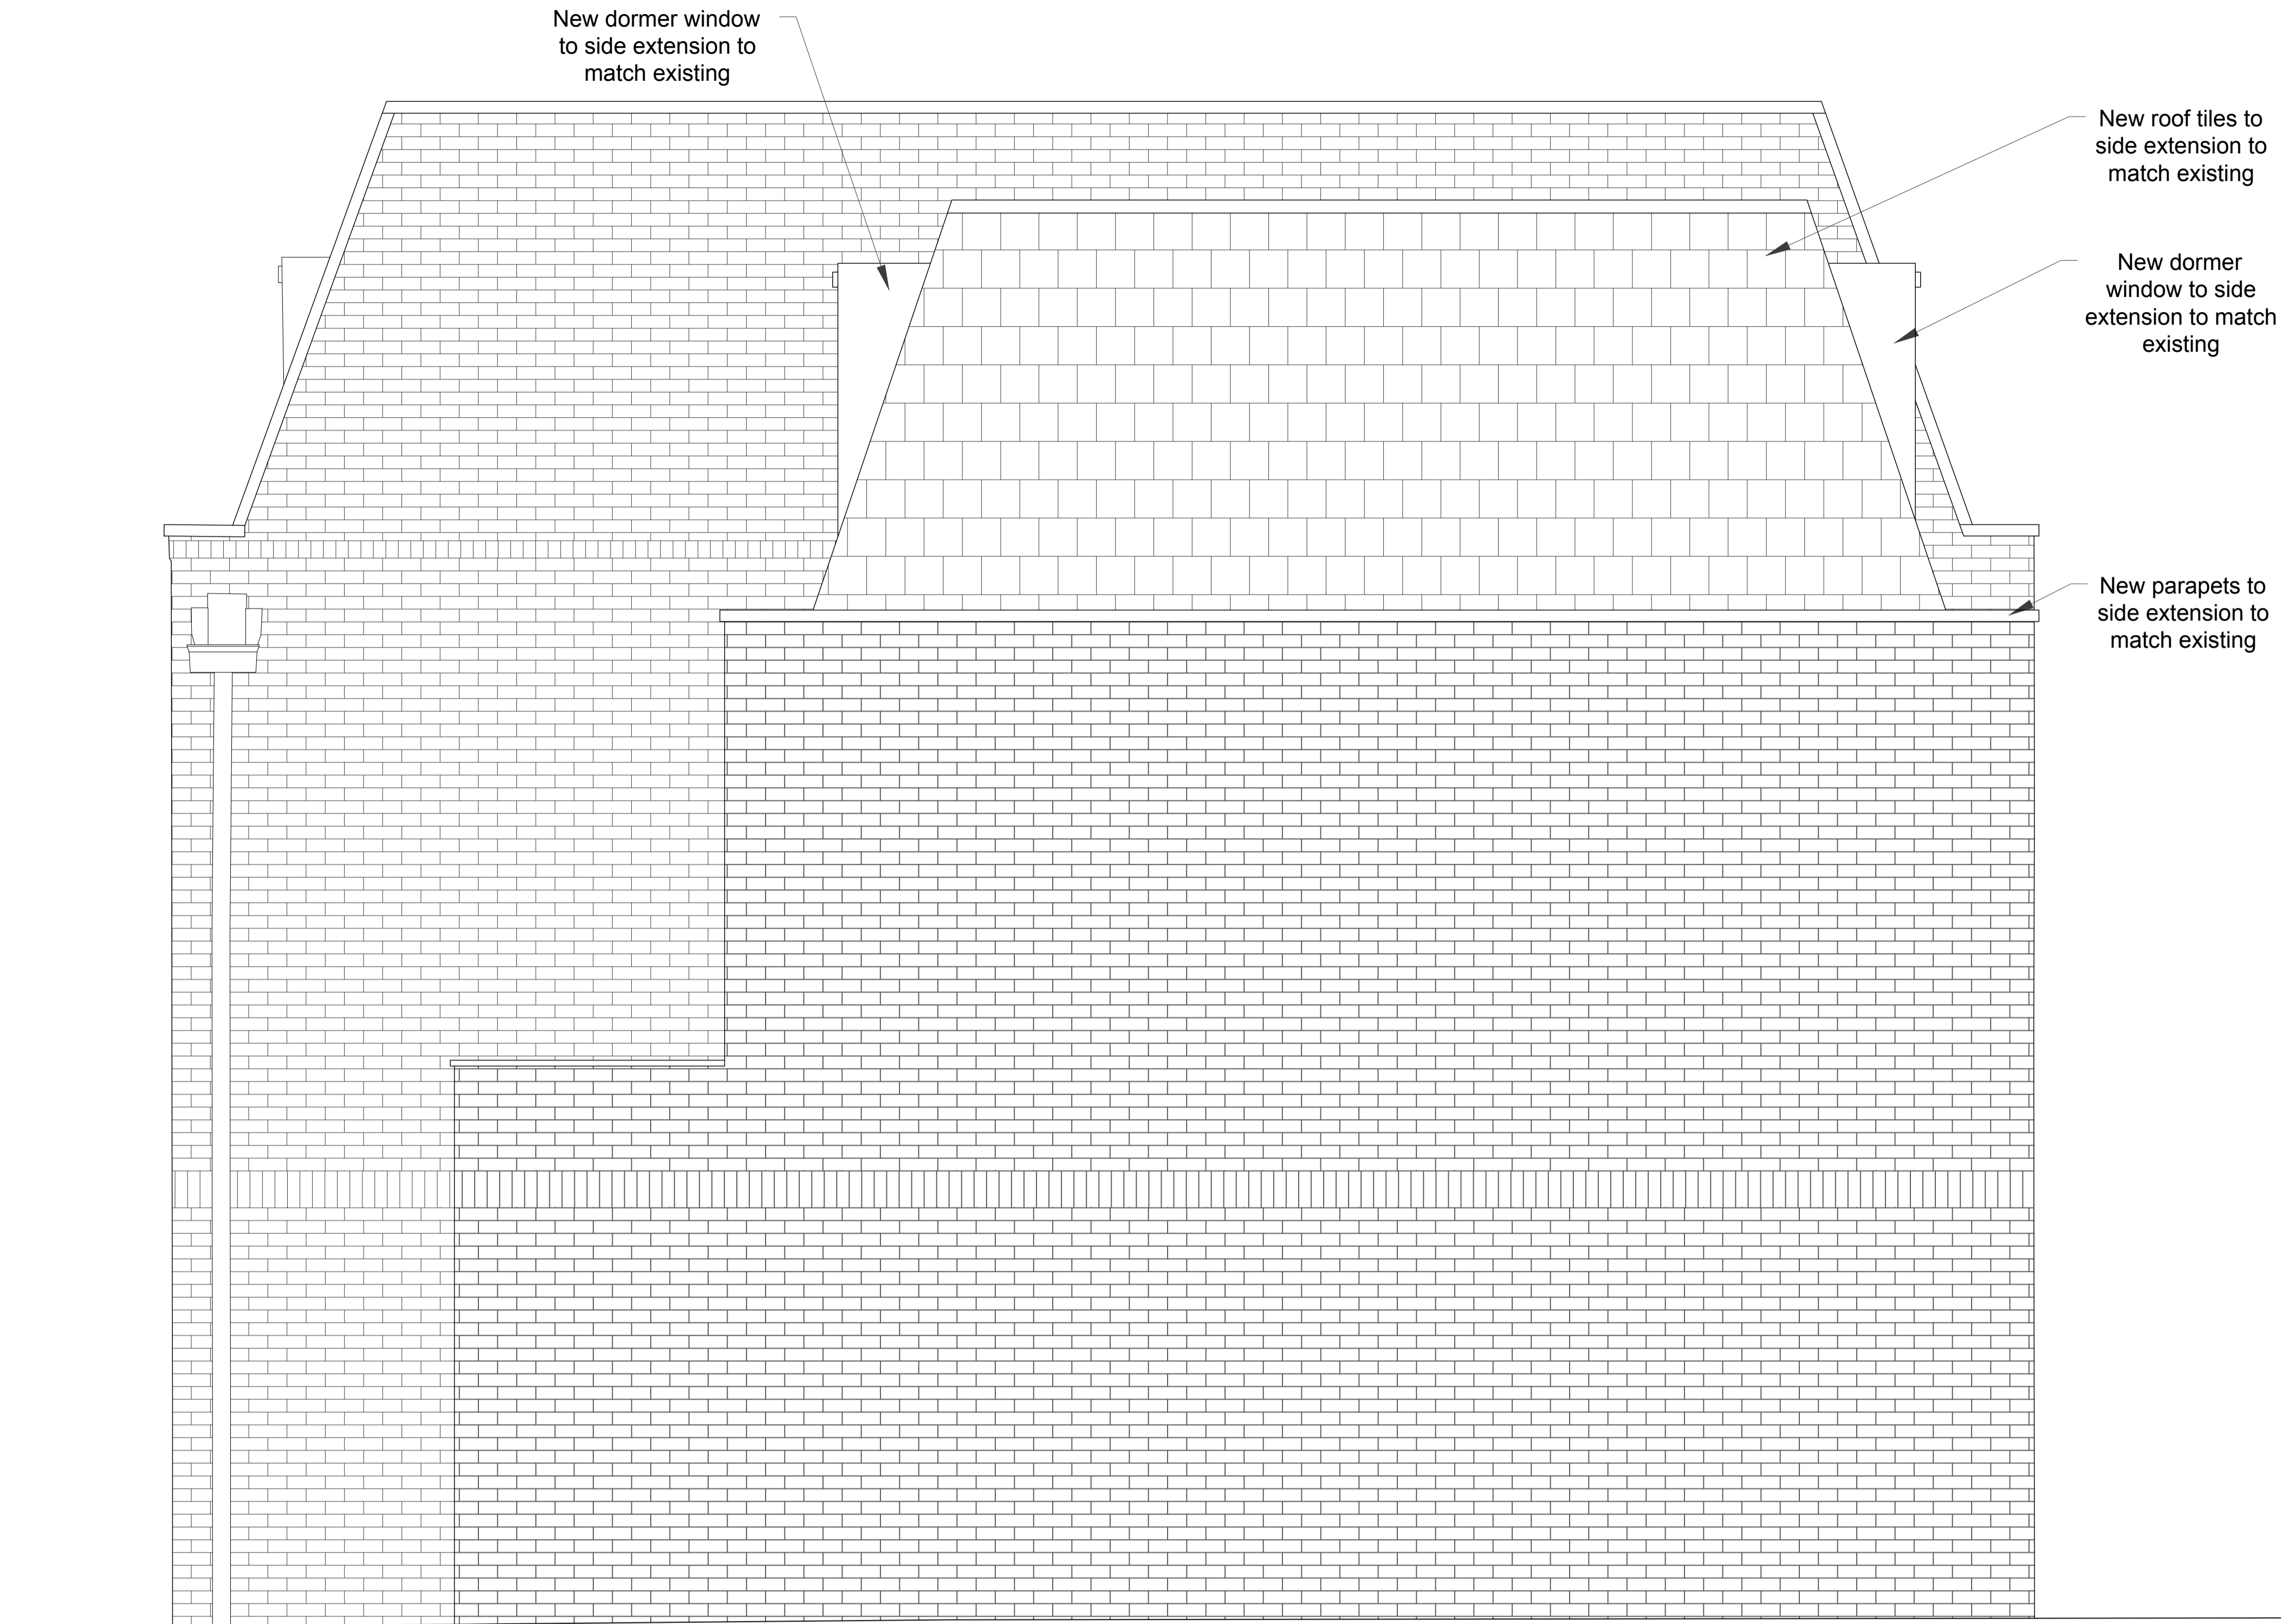 New dormer window
to side extension to
match existing
New roof tiles to
side extension to
match existing
New dormer
window to side
extension to match
existing
New parapets to
side extension to
match existing